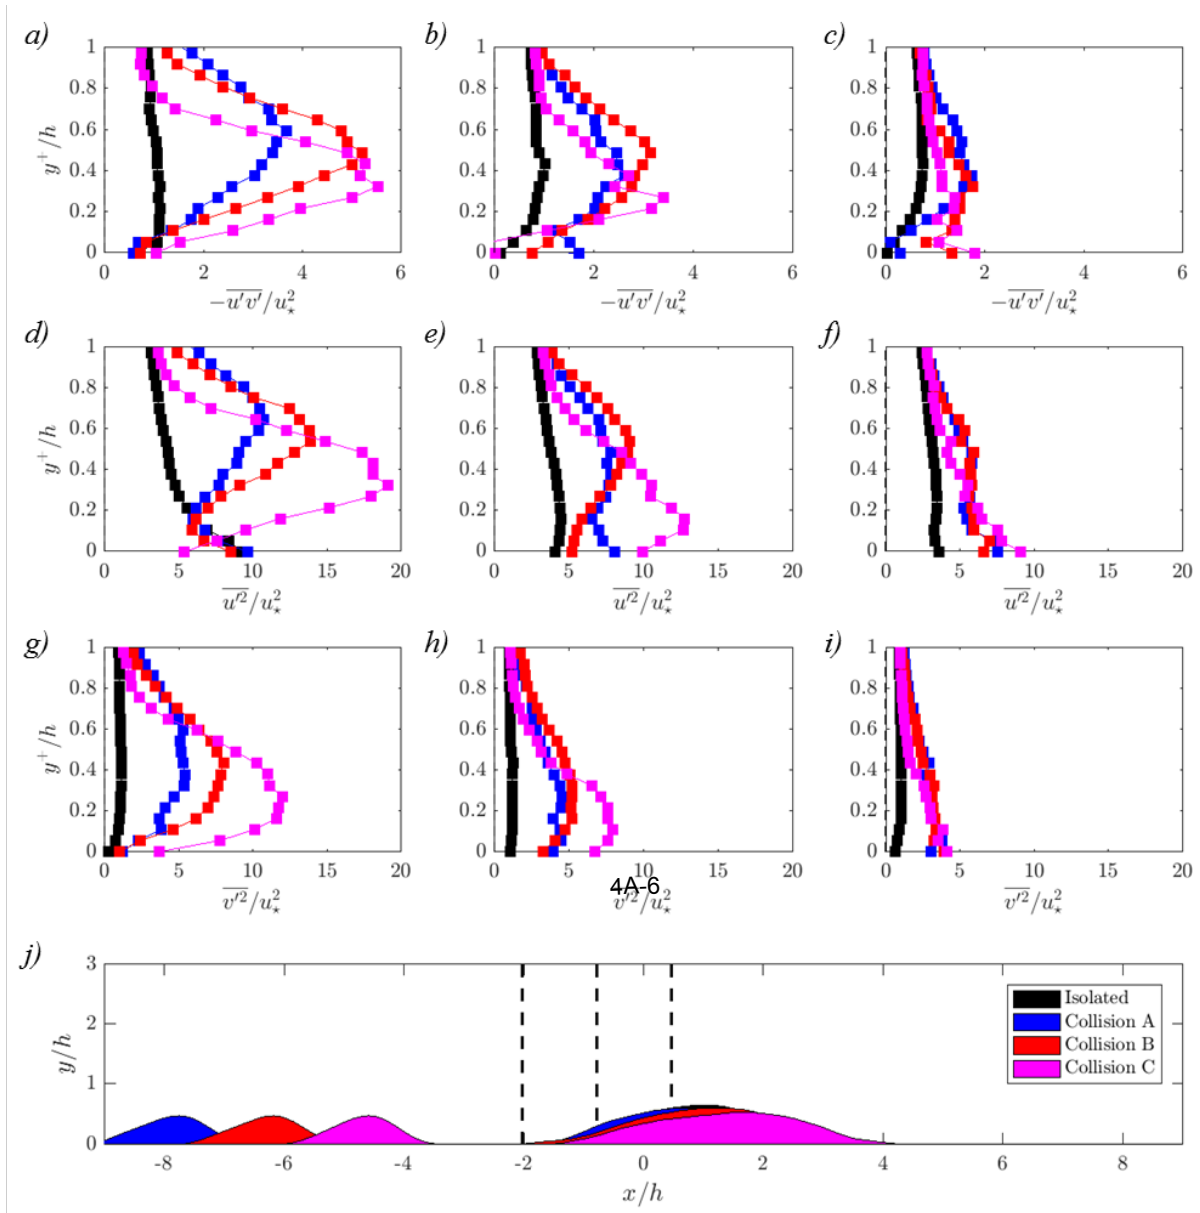 a) b) c)
1 1 1
0.8 0.8 0.8
0.6 0.6 0.6
y⁺/h
0.4 0.4 0.4
0.2 0.2 0.2
0 0 0
0 2 4 6 0 2 4 6 0 2 4 6
−u′v′/u⋆² −u′v′/u⋆² −u′v′/u⋆²
d) e) f)
1 1 1
0.8 0.8 0.8
0.6 0.6 0.6
y⁺/h
0.4 0.4 0.4
0.2 0.2 0.2
0 0 0
0 5 10 15 20 0 5 10 15 20 0 5 10 15 20
u′²/u⋆² u′²/u⋆² u′²/u⋆²
g) h) i)
1 1 1
0.8 0.8 0.8
0.6 0.6 0.6
y⁺/h
0.4 0.4 0.4
0.2 0.2 0.2
0 0 0
0 5 10 15 20 0 5 10 15 20 0 5 10 15 20
4A-6
v′²/u⋆² v′²/u⋆² v′²/u⋆²
j)
3
2
y/h
1
0
Isolated
Collision A
Collision B
Collision C
-8 -6 -4 -2 0 2 4 6 8
x/h